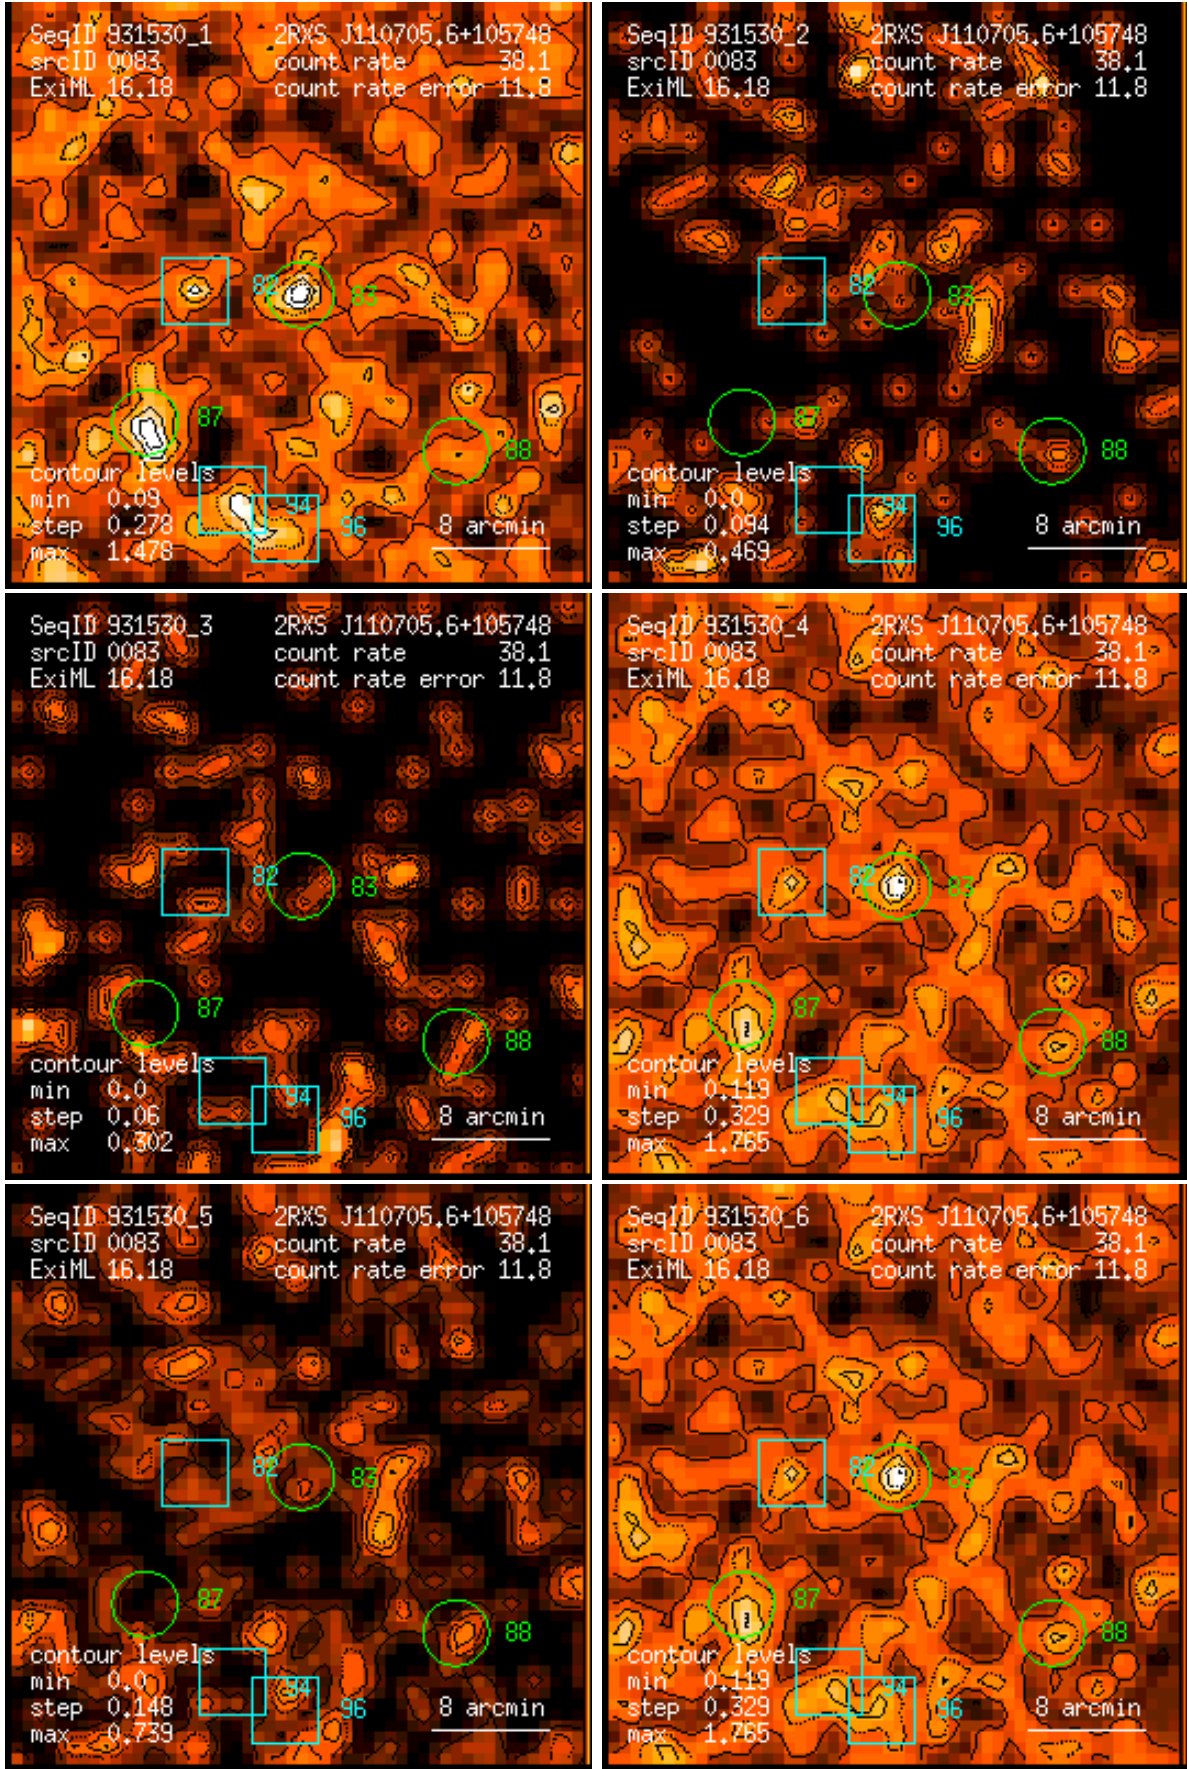 SeqID 931530_1 2RXS J110705.6+105748
srcID 0083 count rate 38.1
ExiML 16.18 count rate error 11.8
82 83
87
88
contour levels
min 0.09
94
step 0.278 96 8 arcmin
max 1.478
SeqID 931530_2 2RXS J110705.6+105748
srcID 0083 count rate 38.1
ExiML 16.18 count rate error 11.8
82 83
87
88
contour levels
min 0.0
94
step 0.094 96 8 arcmin
max 0.469
SeqID 931530_3 2RXS J110705.6+105748
srcID 0083 count rate 38.1
ExiML 16.18 count rate error 11.8
82 83
87
88
contour levels
min 0.0
94
step 0.06 96 8 arcmin
max 0.302
SeqID 931530_4 2RXS J110705.6+105748
srcID 0083 count rate 38.1
ExiML 16.18 count rate error 11.8
82 83
87
88
contour levels
min 0.119
94
step 0.329 96 8 arcmin
max 1.765
SeqID 931530_5 2RXS J110705.6+105748
srcID 0083 count rate 38.1
ExiML 16.18 count rate error 11.8
82 83
87
88
contour levels
min 0.0
94
step 0.148 96 8 arcmin
max 0.739
SeqID 931530_6 2RXS J110705.6+105748
srcID 0083 count rate 38.1
ExiML 16.18 count rate error 11.8
82 83
87
88
contour levels
min 0.119
94
step 0.329 96 8 arcmin
max 1.765